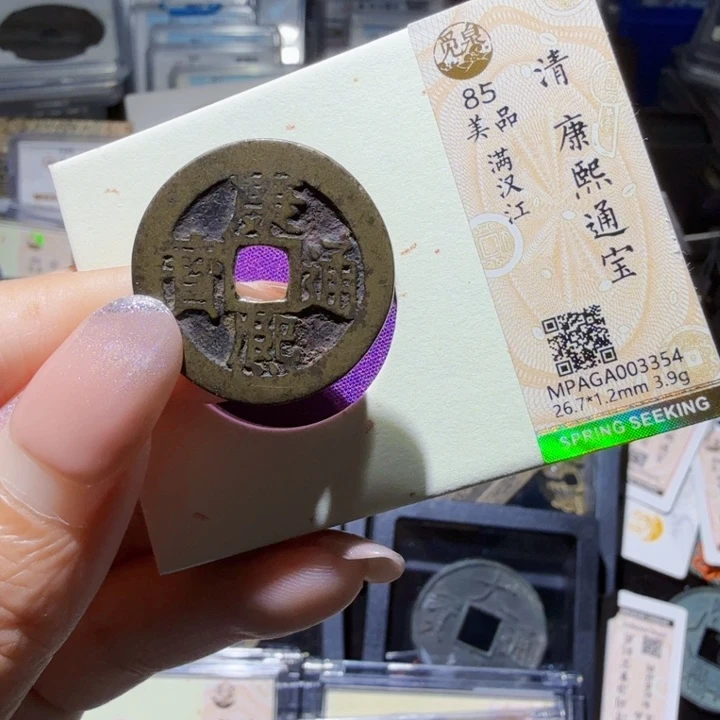 康熙通寳
觅泉
85
美品
满汉江
清 康熙通宝
MPAGA003354
26.7*1.2mm 3.9g
SPRING SEEKING